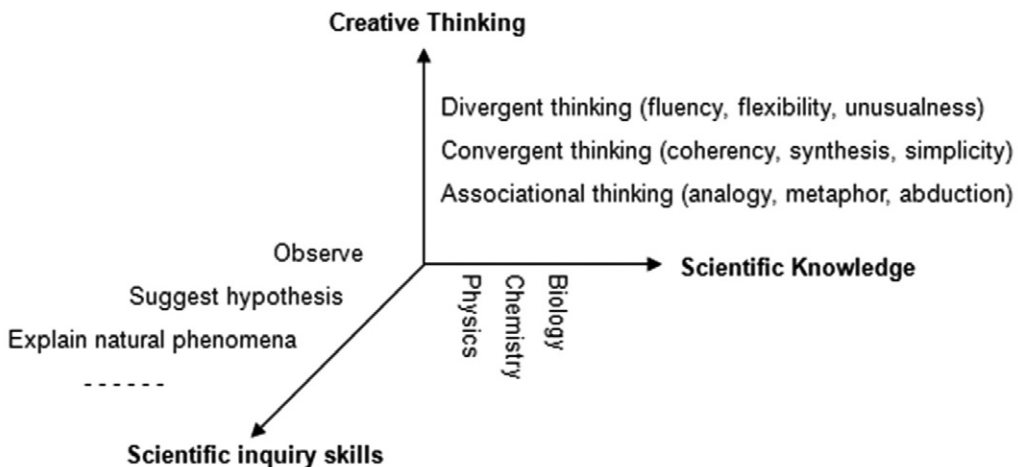 Creative Thinking
Divergent thinking (fluency, flexibility, unusualness)
Convergent thinking (coherency, synthesis, simplicity)
Associational thinking (analogy, metaphor, abduction)
Observe
Suggest hypothesis
Explain natural phenomena
- - - - - -
Scientific Knowledge
Physics
Chemistry
Biology
Scientific inquiry skills